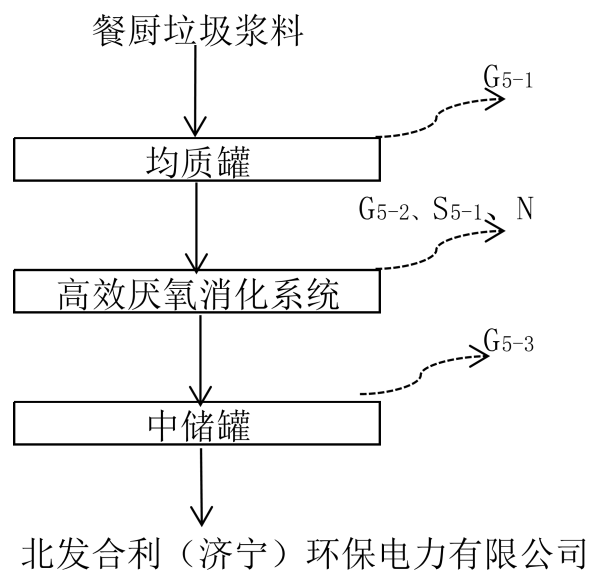 餐厨垃圾浆料
G5-1
均质罐
G5-2、S5-1、N
高效厌氧消化系统
G5-3
中储罐
北发合利（济宁）环保电力有限公司